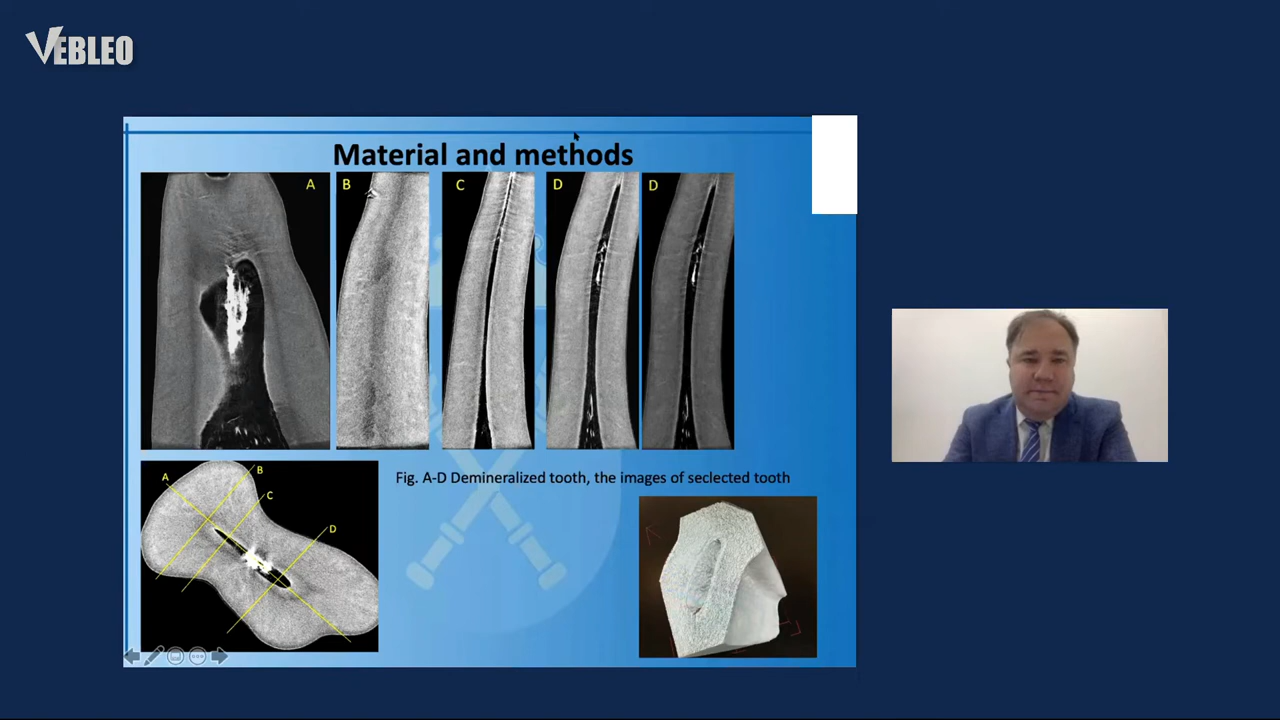 VEBLEO
Material and methods
A
B
C
D
D
A
B
C
D
Fig. A-D Demineralized tooth, the images of seclected tooth